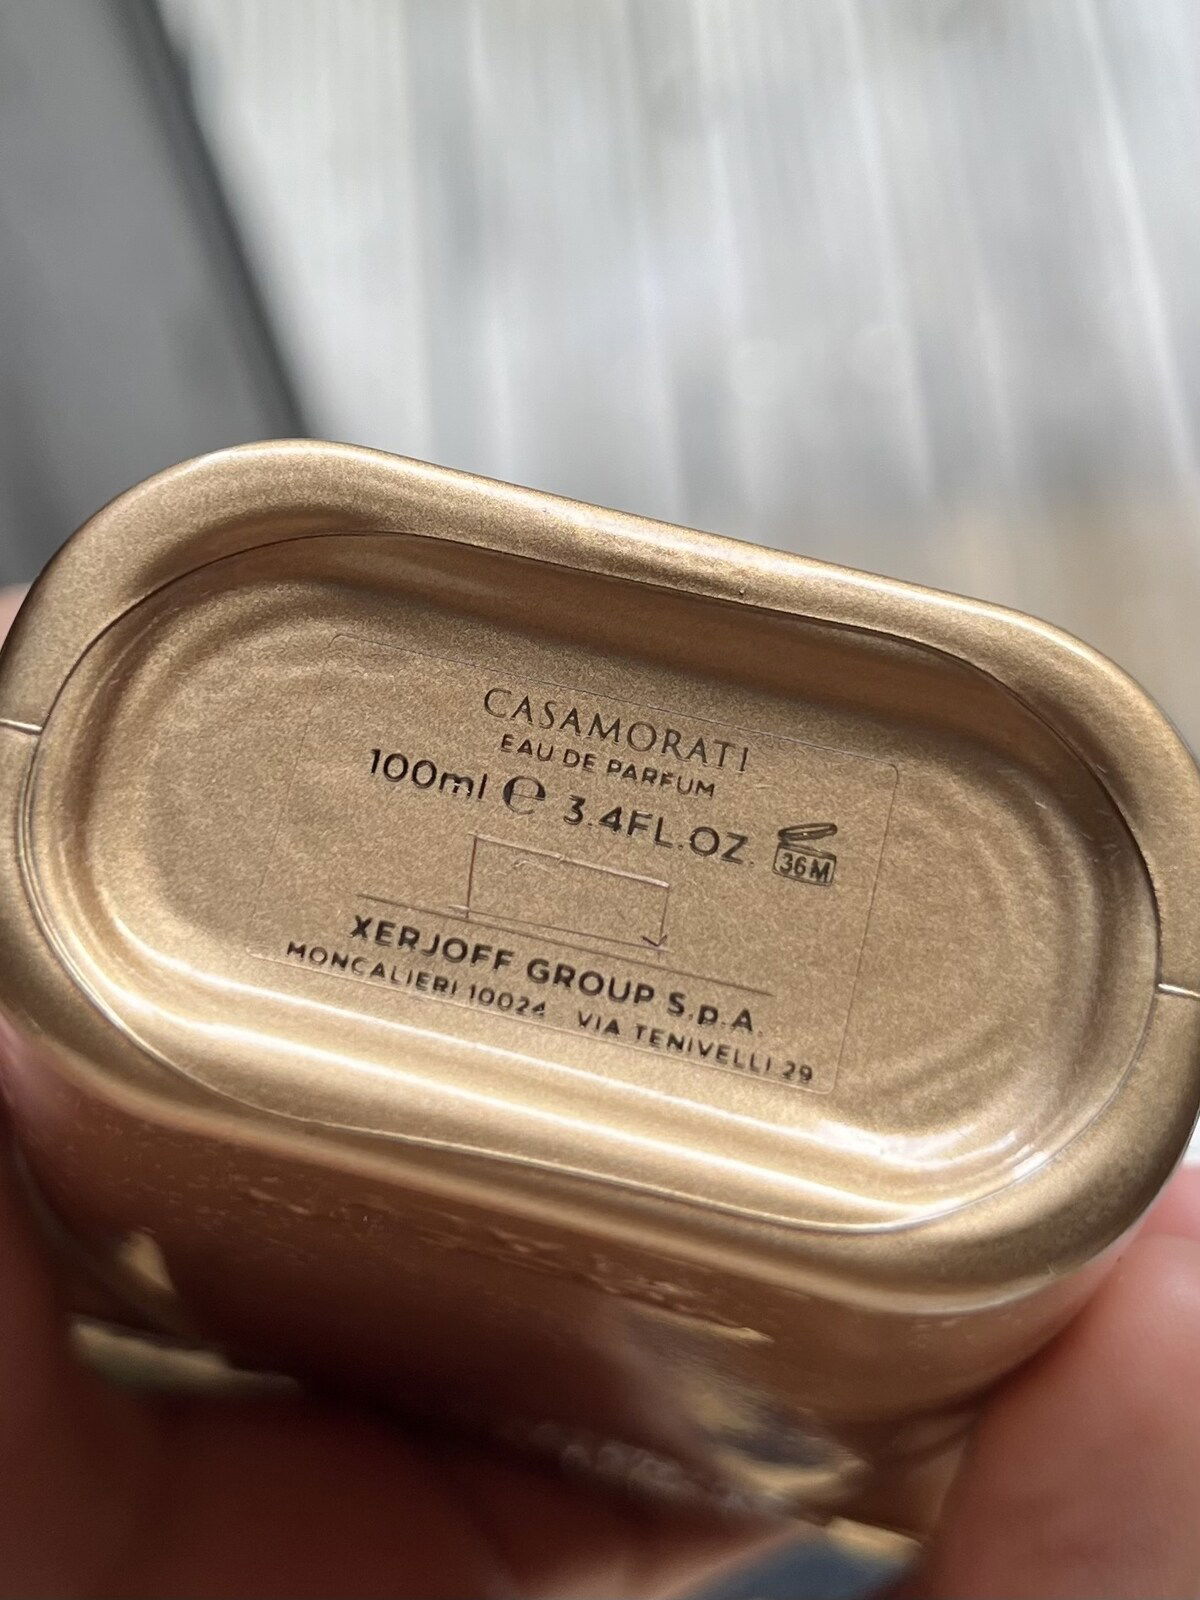 CASAMORATI
EAU DE PARFUM
100ml ℮ 3.4FL.OZ.
36M
XERJOFF GROUP S.p.A.
MONCALIERI 10024 VIA TENIVELLI 29